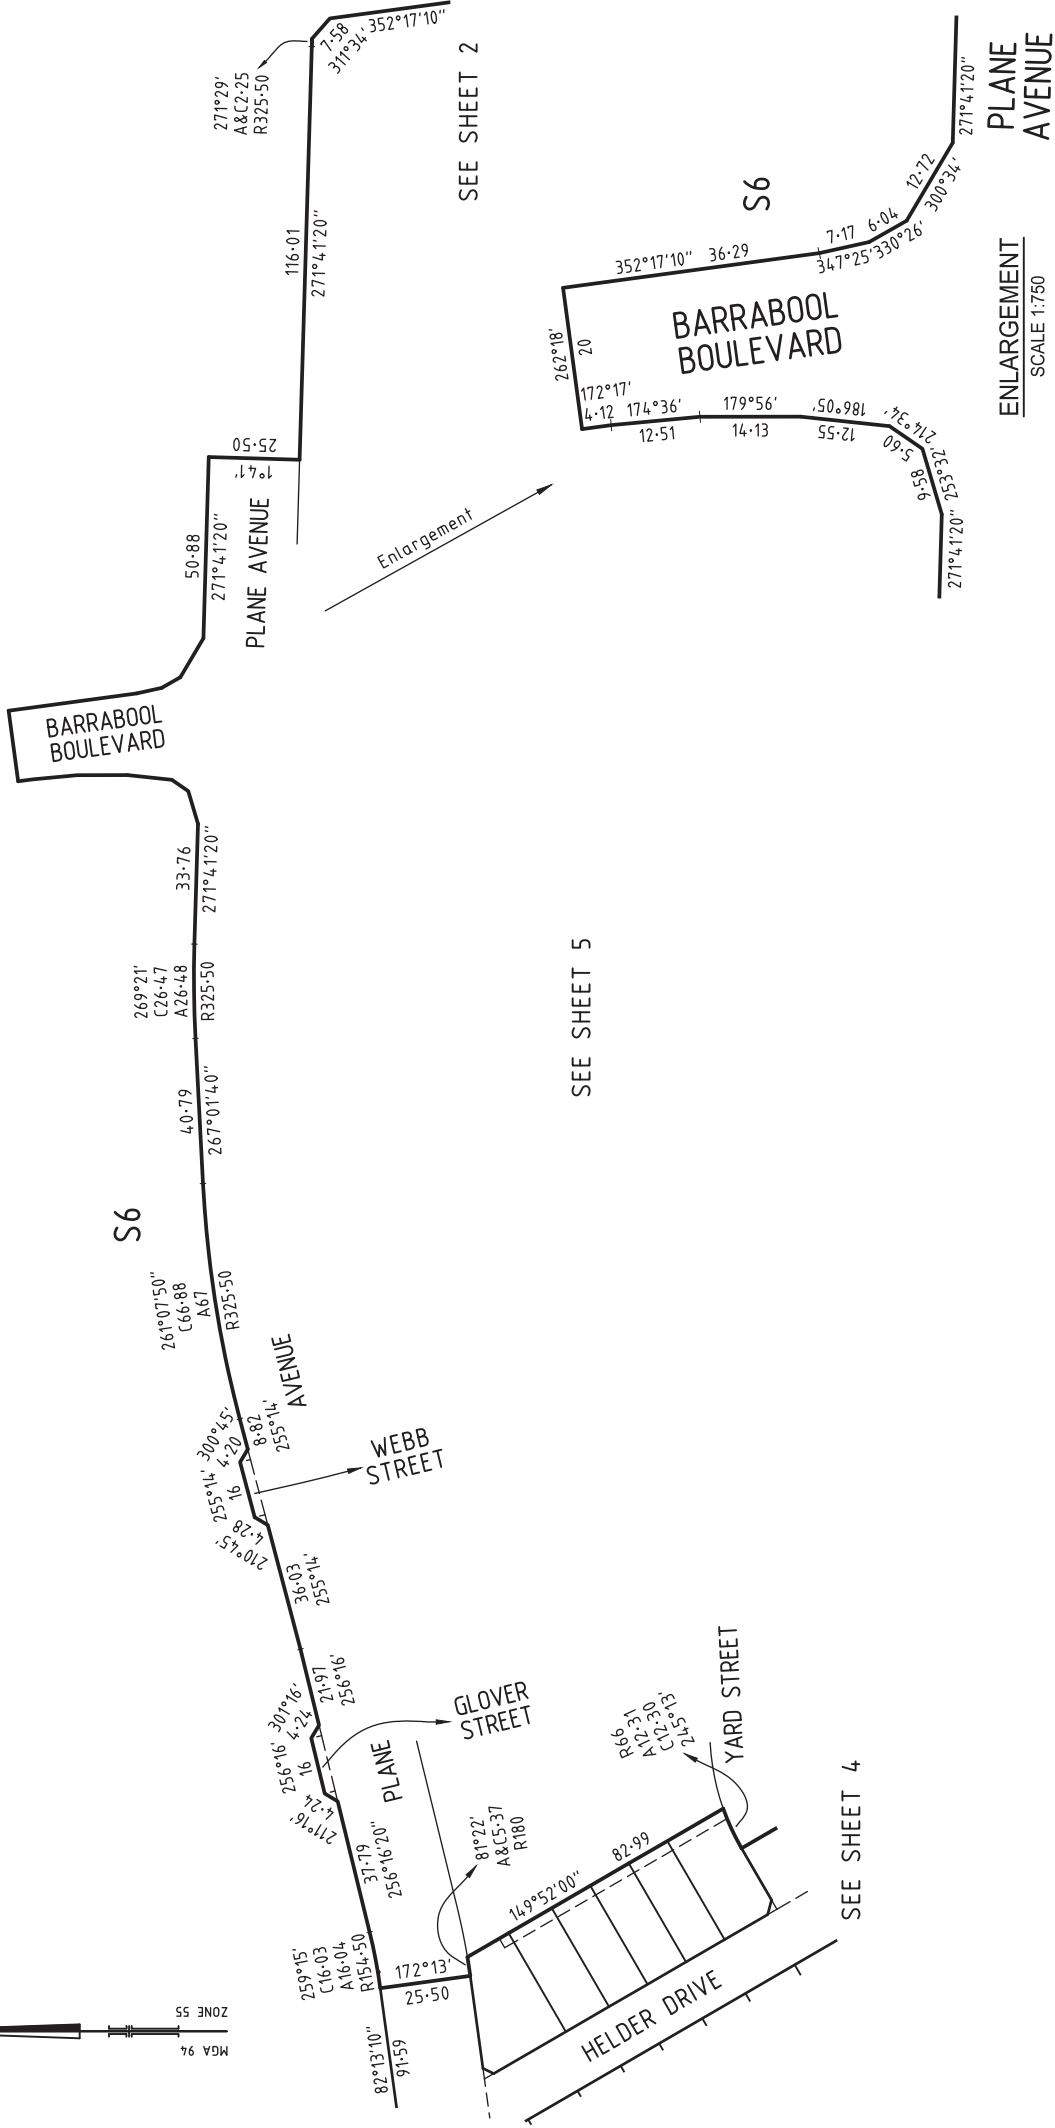 352°17'10"
7·58
311°34'
271°29'
A&C2·25
R325·50
116·01
271°41'20"
SEE SHEET 2
25·50
1°41'
50·88
271°41'20"
PLANE AVENUE
Enlargement
BARRABOOL
BOULEVARD
33·76
271°41'20"
269°21'
C26·47
A26·48
R325·50
40·79
267°01'40"
S6
261°07'50"
C66·88
A67
R325·50
AVENUE
8·82
255°14'
300°45'
4·20
255°14'
16
4·28
210°45'
WEBB
STREET
36·03
255°14'
21·97
256°16'
301°16'
4·24
256°16'
16
4·24
211°16'
GLOVER
STREET
PLANE
37·79
256°16'20"
259°15'
C16·03
A16·04
R154·50
172°13'
25·50
82°13'10"
91·59
81°22'
A&C5·37
R180
149°52'00"
82·99
R66
A12·31
C12·30
245°13'
YARD STREET
HELDER DRIVE
SEE SHEET 4
SEE SHEET 5
MGA 94
ZONE 55
S6
PLANE
AVENUE
271°41'20"
12·72
300°34'
6·04
330°26'
7·17
347°25'
352°17'10" 36·29
BARRABOOL
BOULEVARD
262°18'
20
172°17'
4·12
174°36'
12·51
179°56'
14·13
186°05'
12·55
214°34'
5·60
253°32'
9·58
271°41'20"
ENLARGEMENT
SCALE 1:750